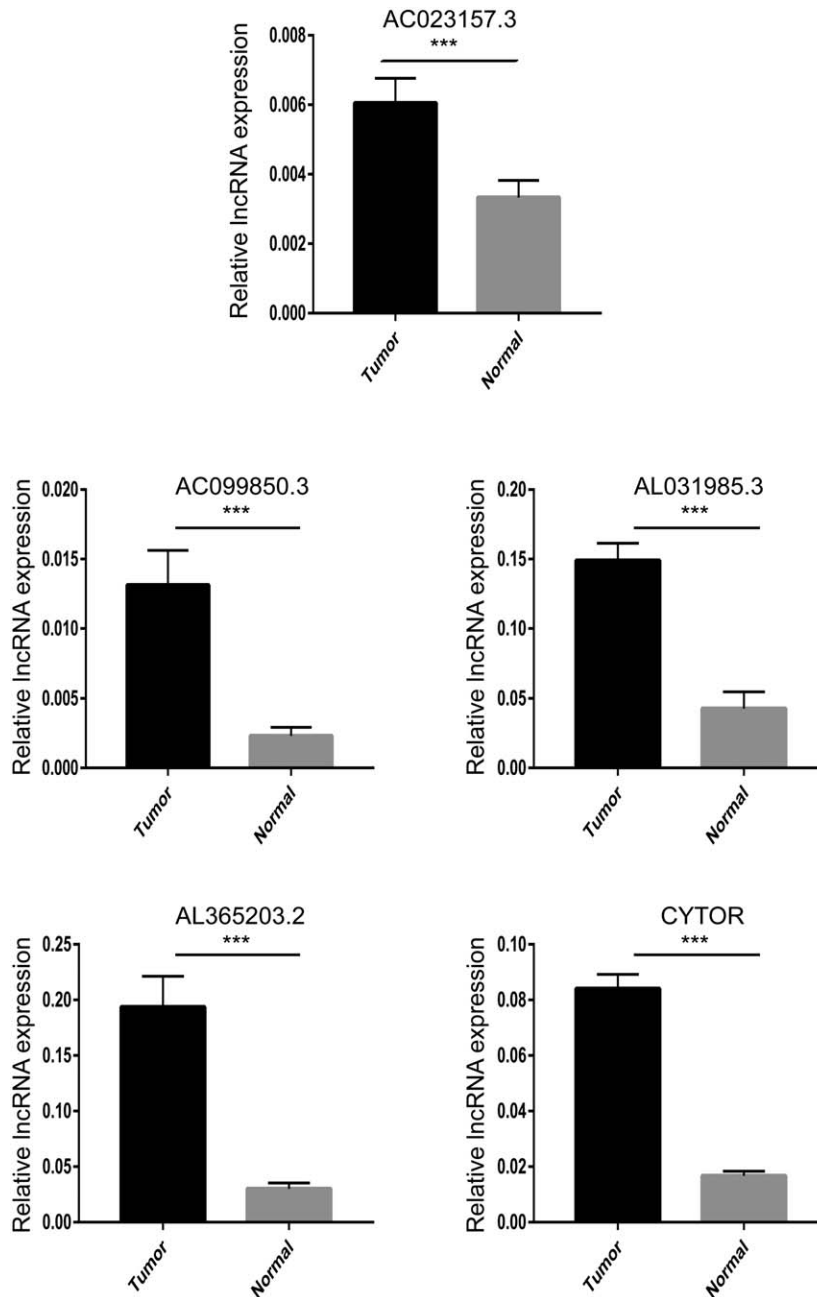 AC023157.3
***
Relative lncRNA expression
0.008
0.006
0.004
0.002
0.000
Tumor
Normal
AC099850.3
***
Relative lncRNA expression
0.020
0.015
0.010
0.005
0.000
Tumor
Normal
AL031985.3
***
Relative lncRNA expression
0.20
0.15
0.10
0.05
0.00
Tumor
Normal
AL365203.2
***
Relative lncRNA expression
0.25
0.20
0.15
0.10
0.05
0.00
Tumor
Normal
CYTOR
***
Relative lncRNA expression
0.10
0.08
0.06
0.04
0.02
0.00
Tumor
Normal